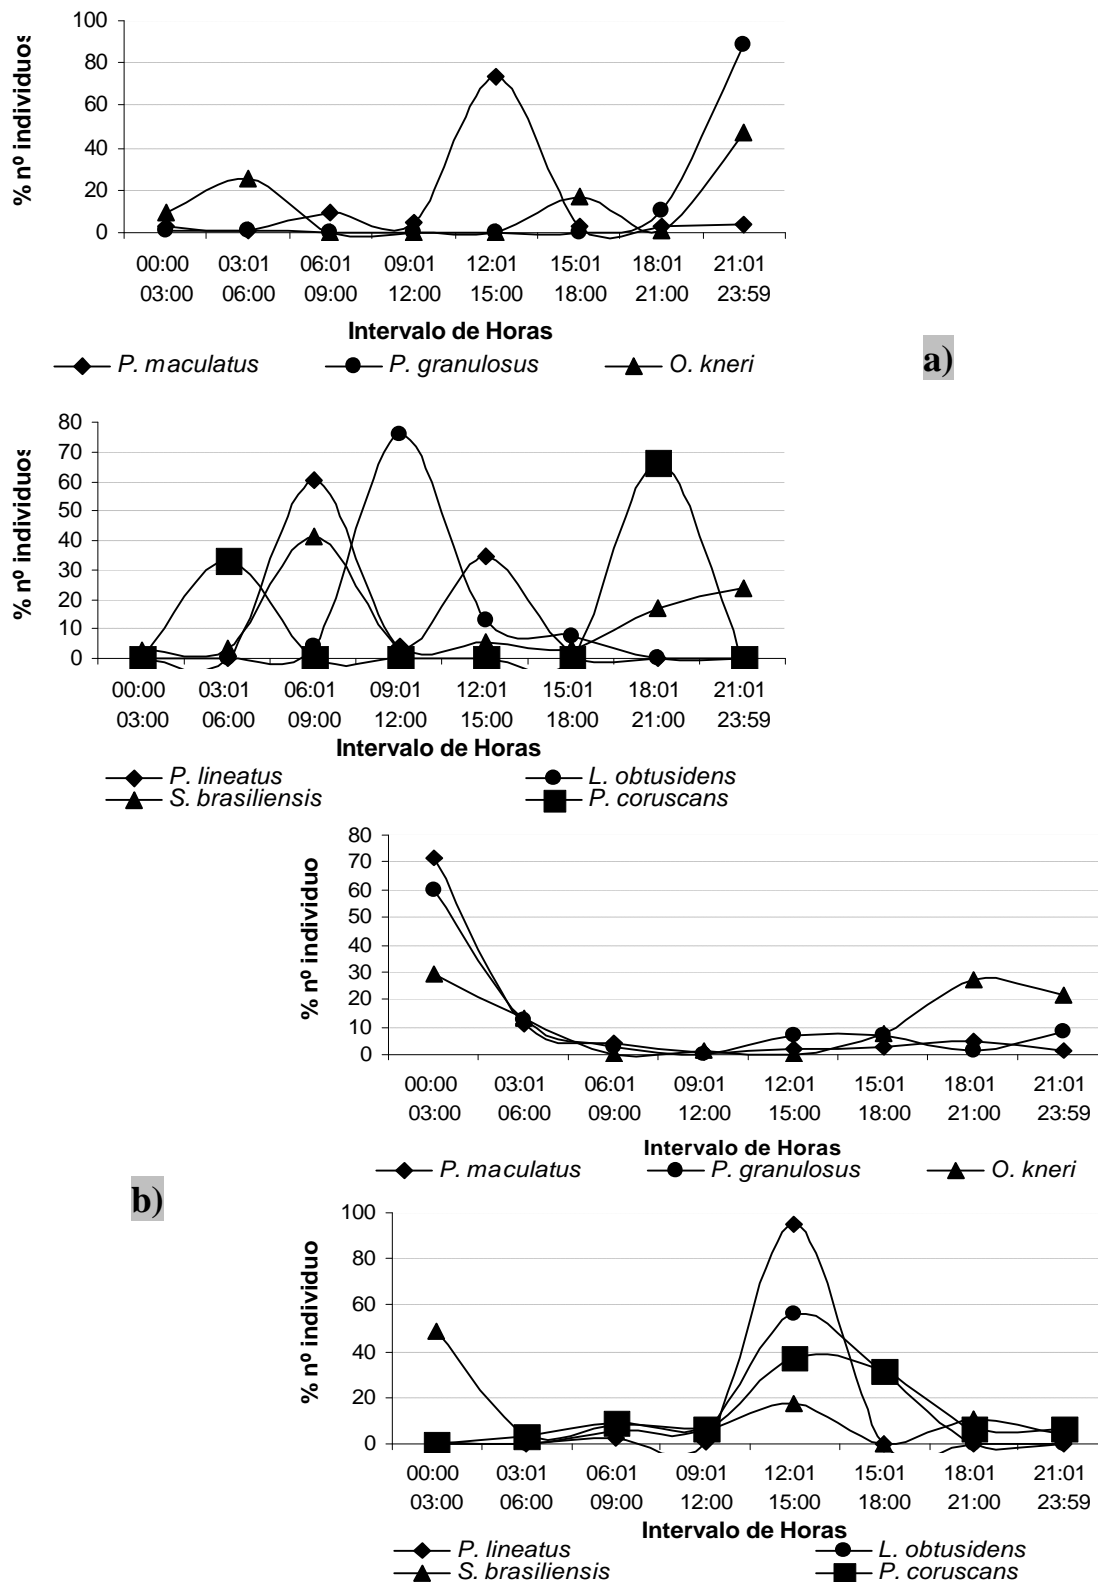 100
80
60
40
20
0
% nº individuos
00:00 03:01 06:01 09:01 12:01 15:01 18:01 21:01
03:00 06:00 09:00 12:00 15:00 18:00 21:00 23:59
Intervalo de Horas
P. maculatus P. granulosus O. kneri
a)
80
70
60
50
40
30
20
10
0
% nº individuos
00:00 03:01 06:01 09:01 12:01 15:01 18:01 21:01
03:00 06:00 09:00 12:00 15:00 18:00 21:00 23:59
Intervalo de Horas
P. lineatus L. obtusidens
S. brasiliensis P. coruscans
80
70
60
50
40
30
20
10
0
% nº individuo
00:00 03:01 06:01 09:01 12:01 15:01 18:01 21:01
03:00 06:00 09:00 12:00 15:00 18:00 21:00 23:59
Intervalo de Horas
P. maculatus P. granulosus O. kneri
b)
100
80
60
40
20
0
% nº individuo
00:00 03:01 06:01 09:01 12:01 15:01 18:01 21:01
03:00 06:00 09:00 12:00 15:00 18:00 21:00 23:59
Intervalo de Horas
P. lineatus L. obtusidens
S. brasiliensis P. coruscans